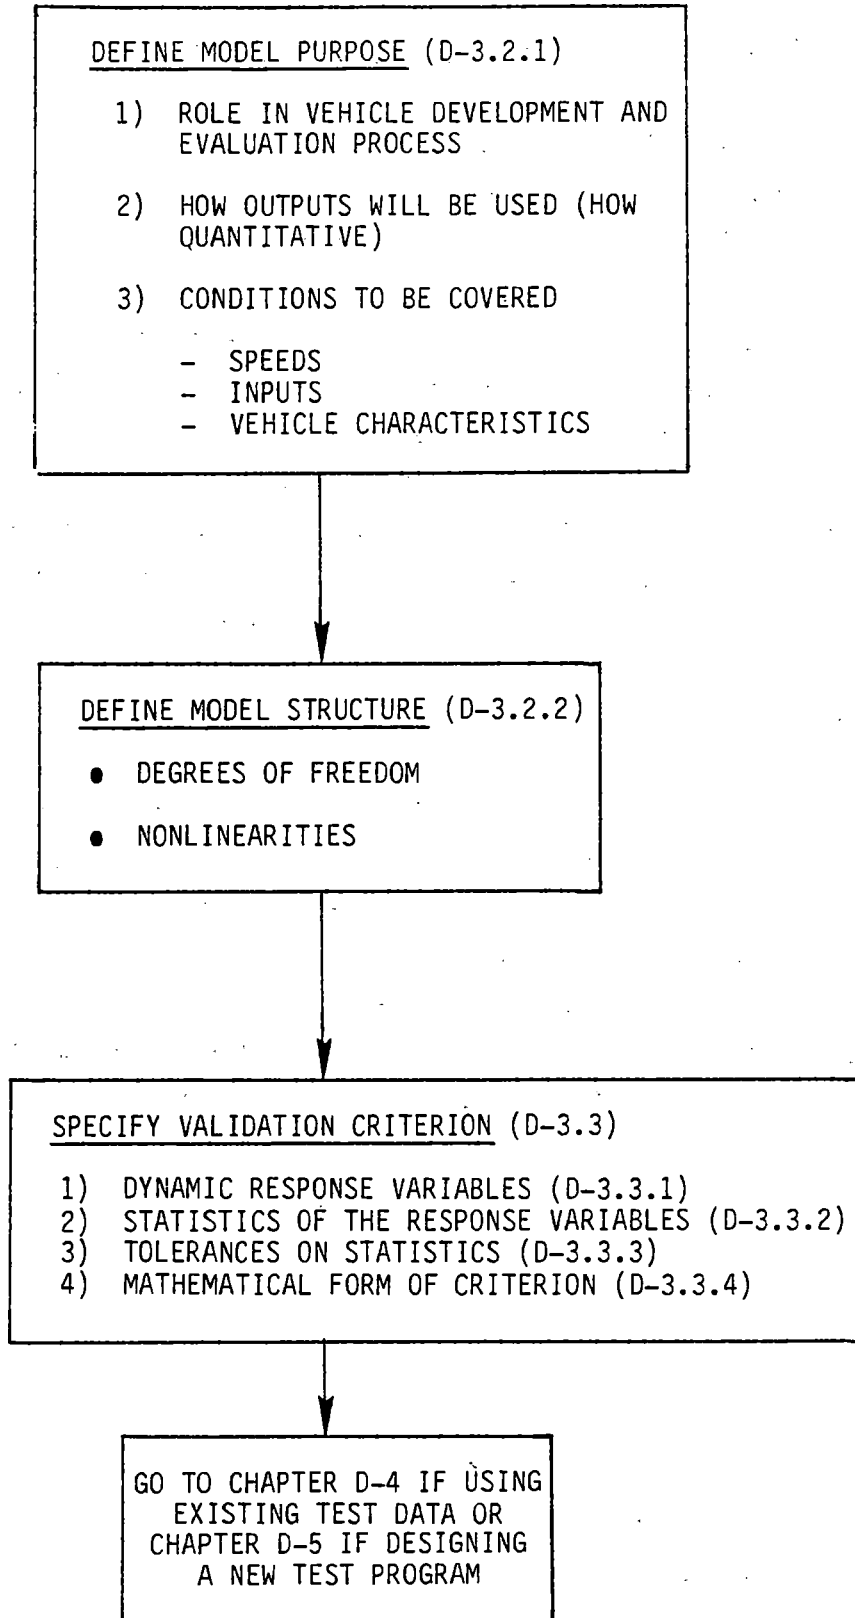 DEFINE MODEL PURPOSE (D-3.2.1)
1) ROLE IN VEHICLE DEVELOPMENT AND
EVALUATION PROCESS
2) HOW OUTPUTS WILL BE USED (HOW
QUANTITATIVE)
3) CONDITIONS TO BE COVERED
- SPEEDS
- INPUTS
- VEHICLE CHARACTERISTICS
DEFINE MODEL STRUCTURE (D-3.2.2)
● DEGREES OF FREEDOM
● NONLINEARITIES
SPECIFY VALIDATION CRITERION (D-3.3)
1) DYNAMIC RESPONSE VARIABLES (D-3.3.1)
2) STATISTICS OF THE RESPONSE VARIABLES (D-3.3.2)
3) TOLERANCES ON STATISTICS (D-3.3.3)
4) MATHEMATICAL FORM OF CRITERION (D-3.3.4)
GO TO CHAPTER D-4 IF USING
EXISTING TEST DATA OR
CHAPTER D-5 IF DESIGNING
A NEW TEST PROGRAM